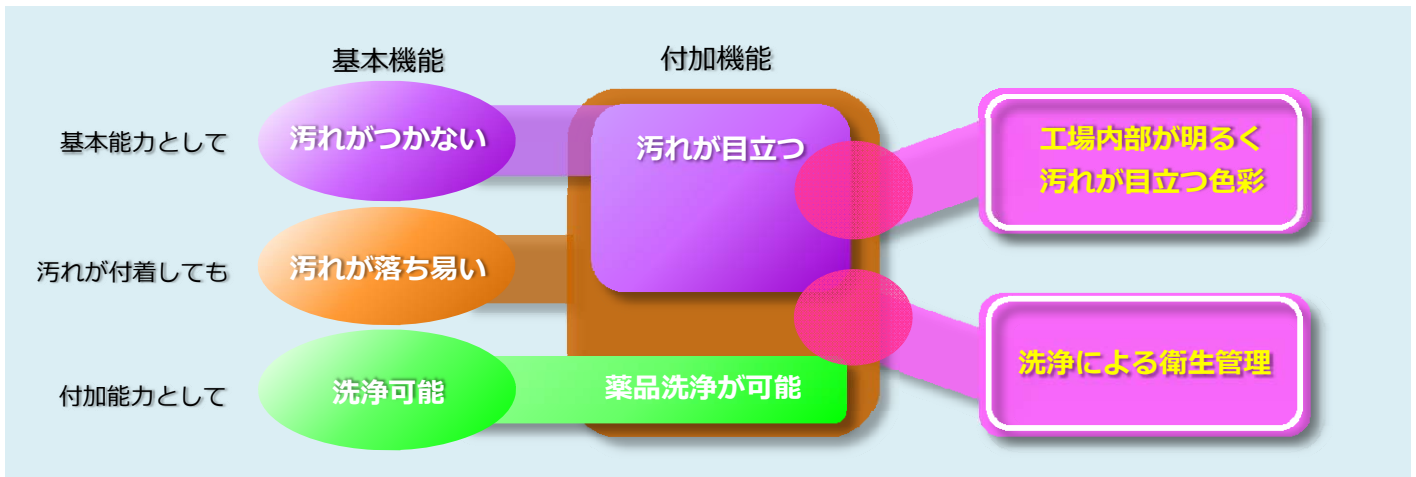 基本機能
付加機能
基本能力として
汚れがつかない
汚れが目立つ
工場内部が明るく
汚れが目立つ色彩
汚れが付着しても
汚れが落ち易い
付加能力として
洗浄可能
薬品洗浄が可能
洗浄による衛生管理